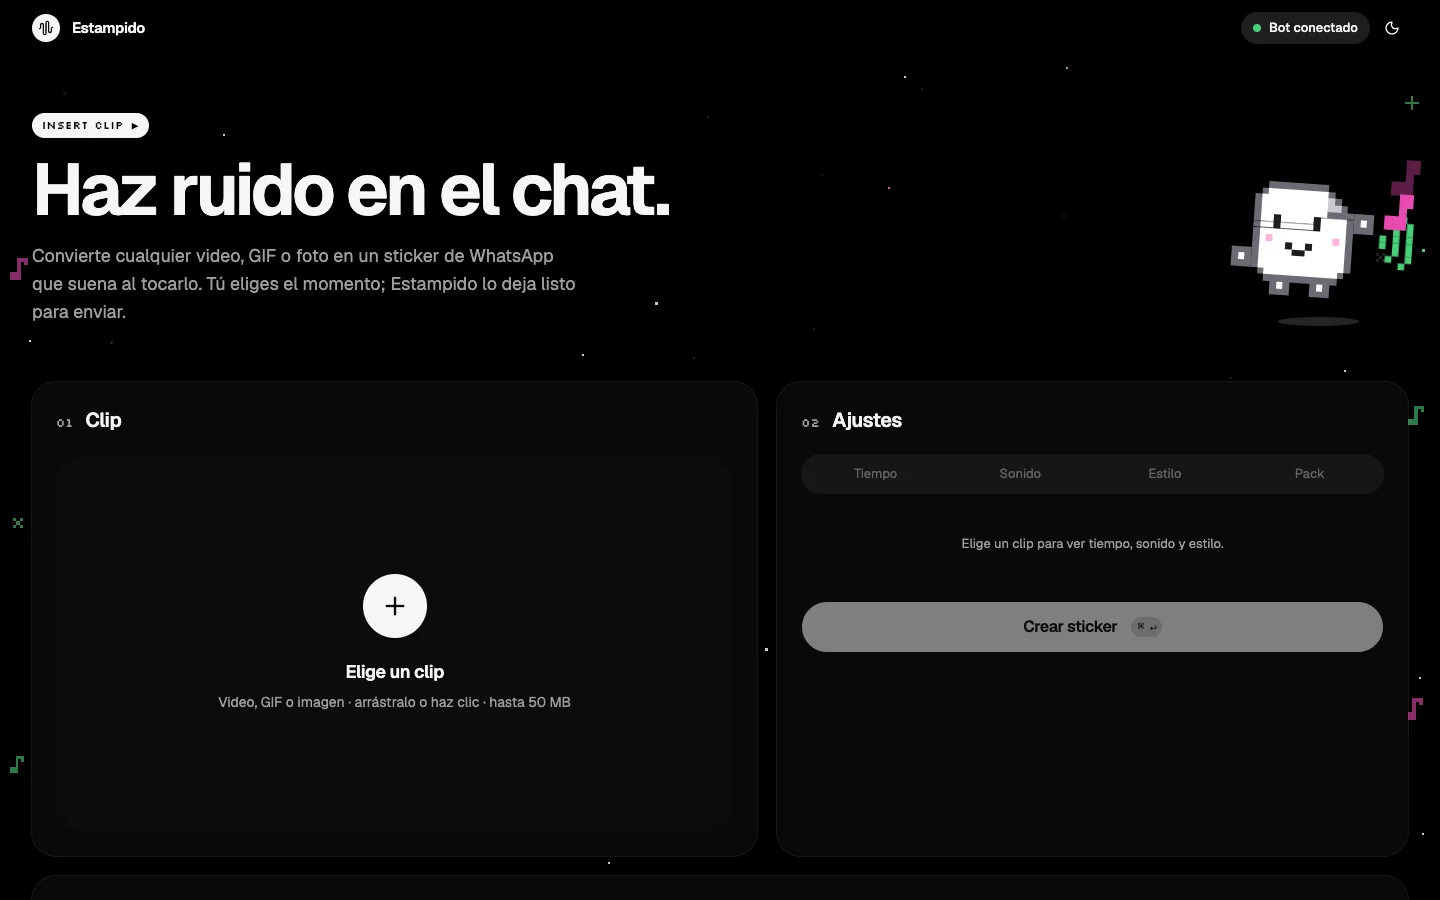 Estampido
Bot conectado
INSERT CLIP ▶
Haz ruido en el chat.
Convierte cualquier video, GIF o foto en un sticker de WhatsApp
que suena al tocarlo. Tú eliges el momento; Estampido lo deja listo
para enviar.
01 Clip
Elige un clip
Video, GIF o imagen · arrástralo o haz clic · hasta 50 MB
02 Ajustes
Tiempo Sonido Estilo Pack
Elige un clip para ver tiempo, sonido y estilo.
Crear sticker ⌘ ↵